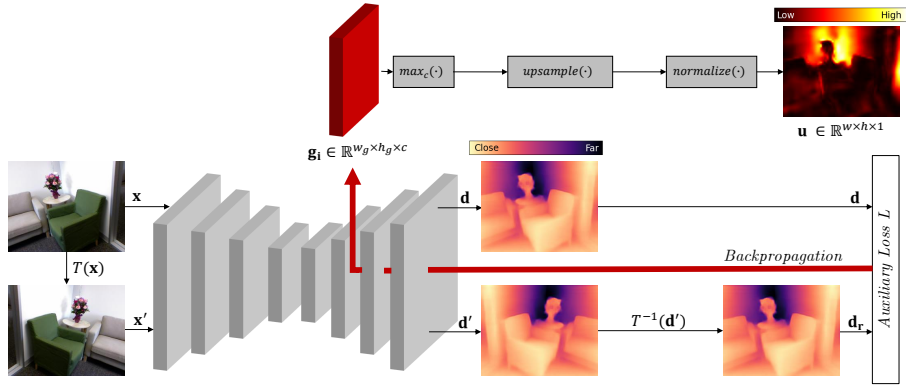 Low High
max_c(·) upsample(·) normalize(·)
u ∈ ℝ^{w×h×1}
g_i ∈ ℝ^{w_g×h_g×c}
Close Far
x d d
T(x) Backpropagation
Auxiliary Loss L
x′ d′ T^{-1}(d′) d_r